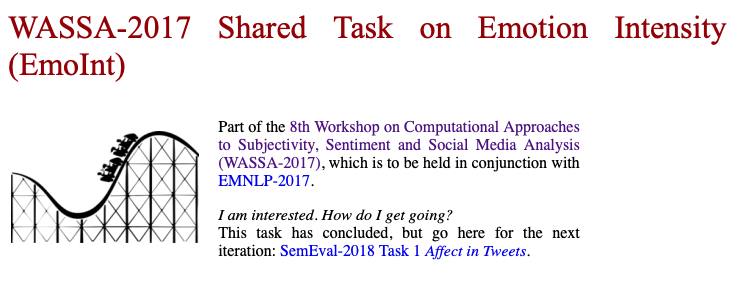 WASSA-2017 Shared Task on Emotion Intensity
(EmoInt)
Part of the 8th Workshop on Computational Approaches
to Subjectivity, Sentiment and Social Media Analysis
(WASSA-2017), which is to be held in conjunction with
EMNLP-2017.
I am interested. How do I get going?
This task has concluded, but go here for the next
iteration: SemEval-2018 Task 1 Affect in Tweets.